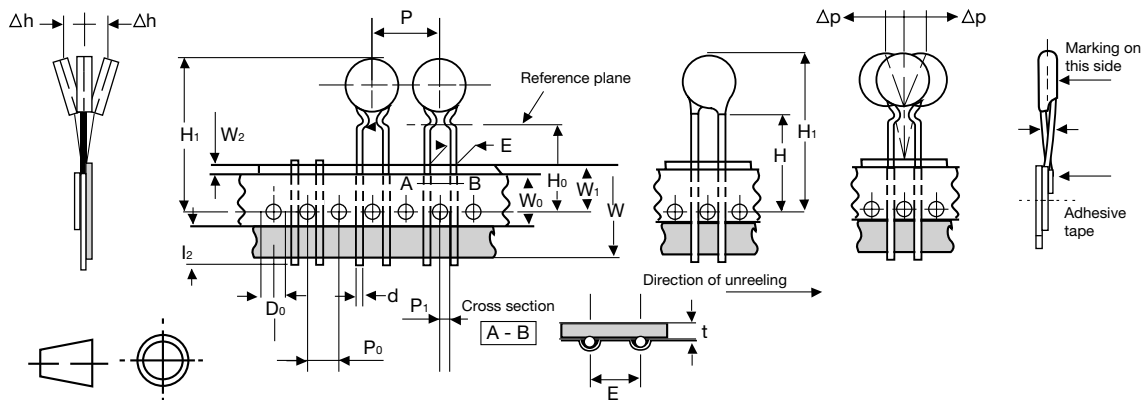 Δh Δh
P
Reference plane
H1
W2
E
A B
H0
W0
W1
W
I2
D0
d
P1
P0
Cross section
A - B
E
t
H
H1
Direction of unreeling
Δp Δp
Marking on
this side
Adhesive
tape